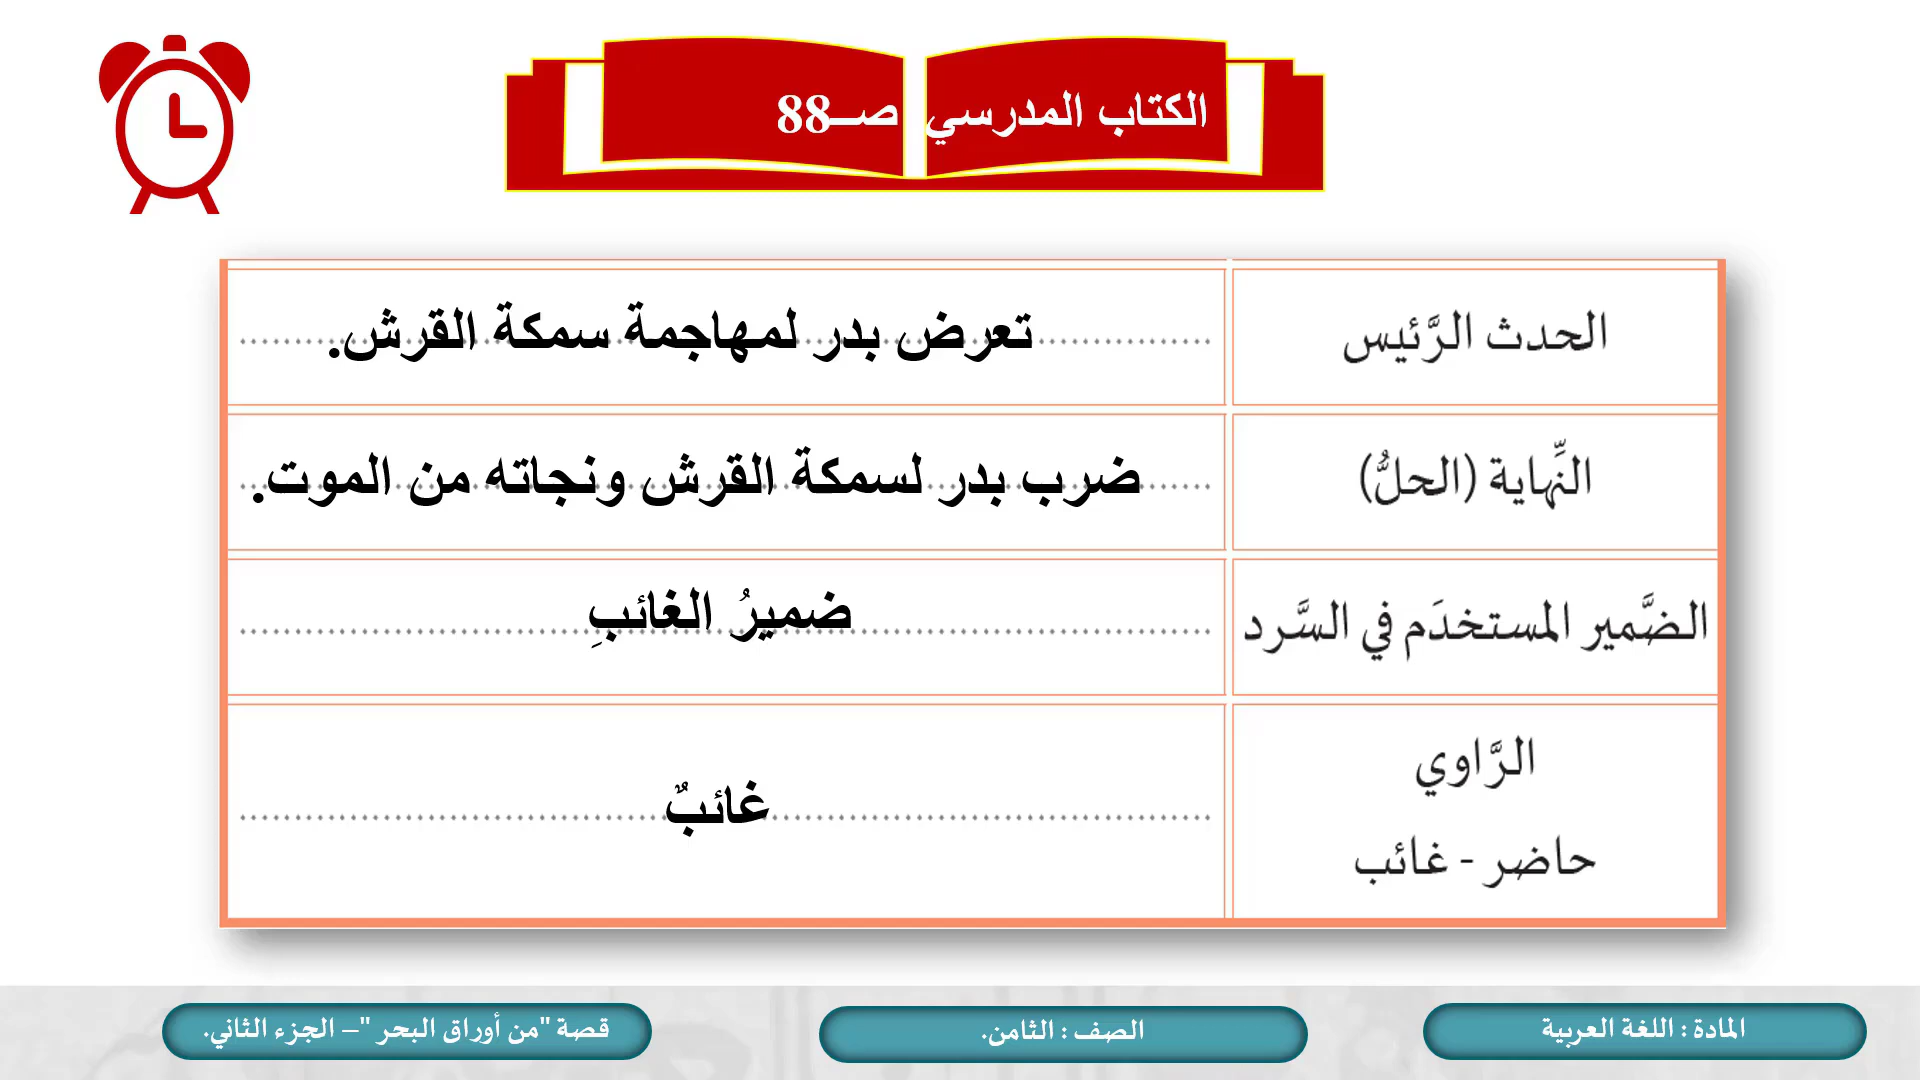 الكتاب المدرسي صــ88
الحدث الرَّئيس
تعرض بدر لمهاجمة سمكة القرش.
النِّهاية (الحلُّ)
ضرب بدر لسمكة القرش ونجاته من الموت.
الضَّمير المستخدَم في السَّرد
ضميرُ الغائبِ
الرَّاوي
حاضر - غائب
غائبٌ
المادة : اللغة العربية
الصف : الثامن.
قصة "من أوراق البحر "– الجزء الثاني.